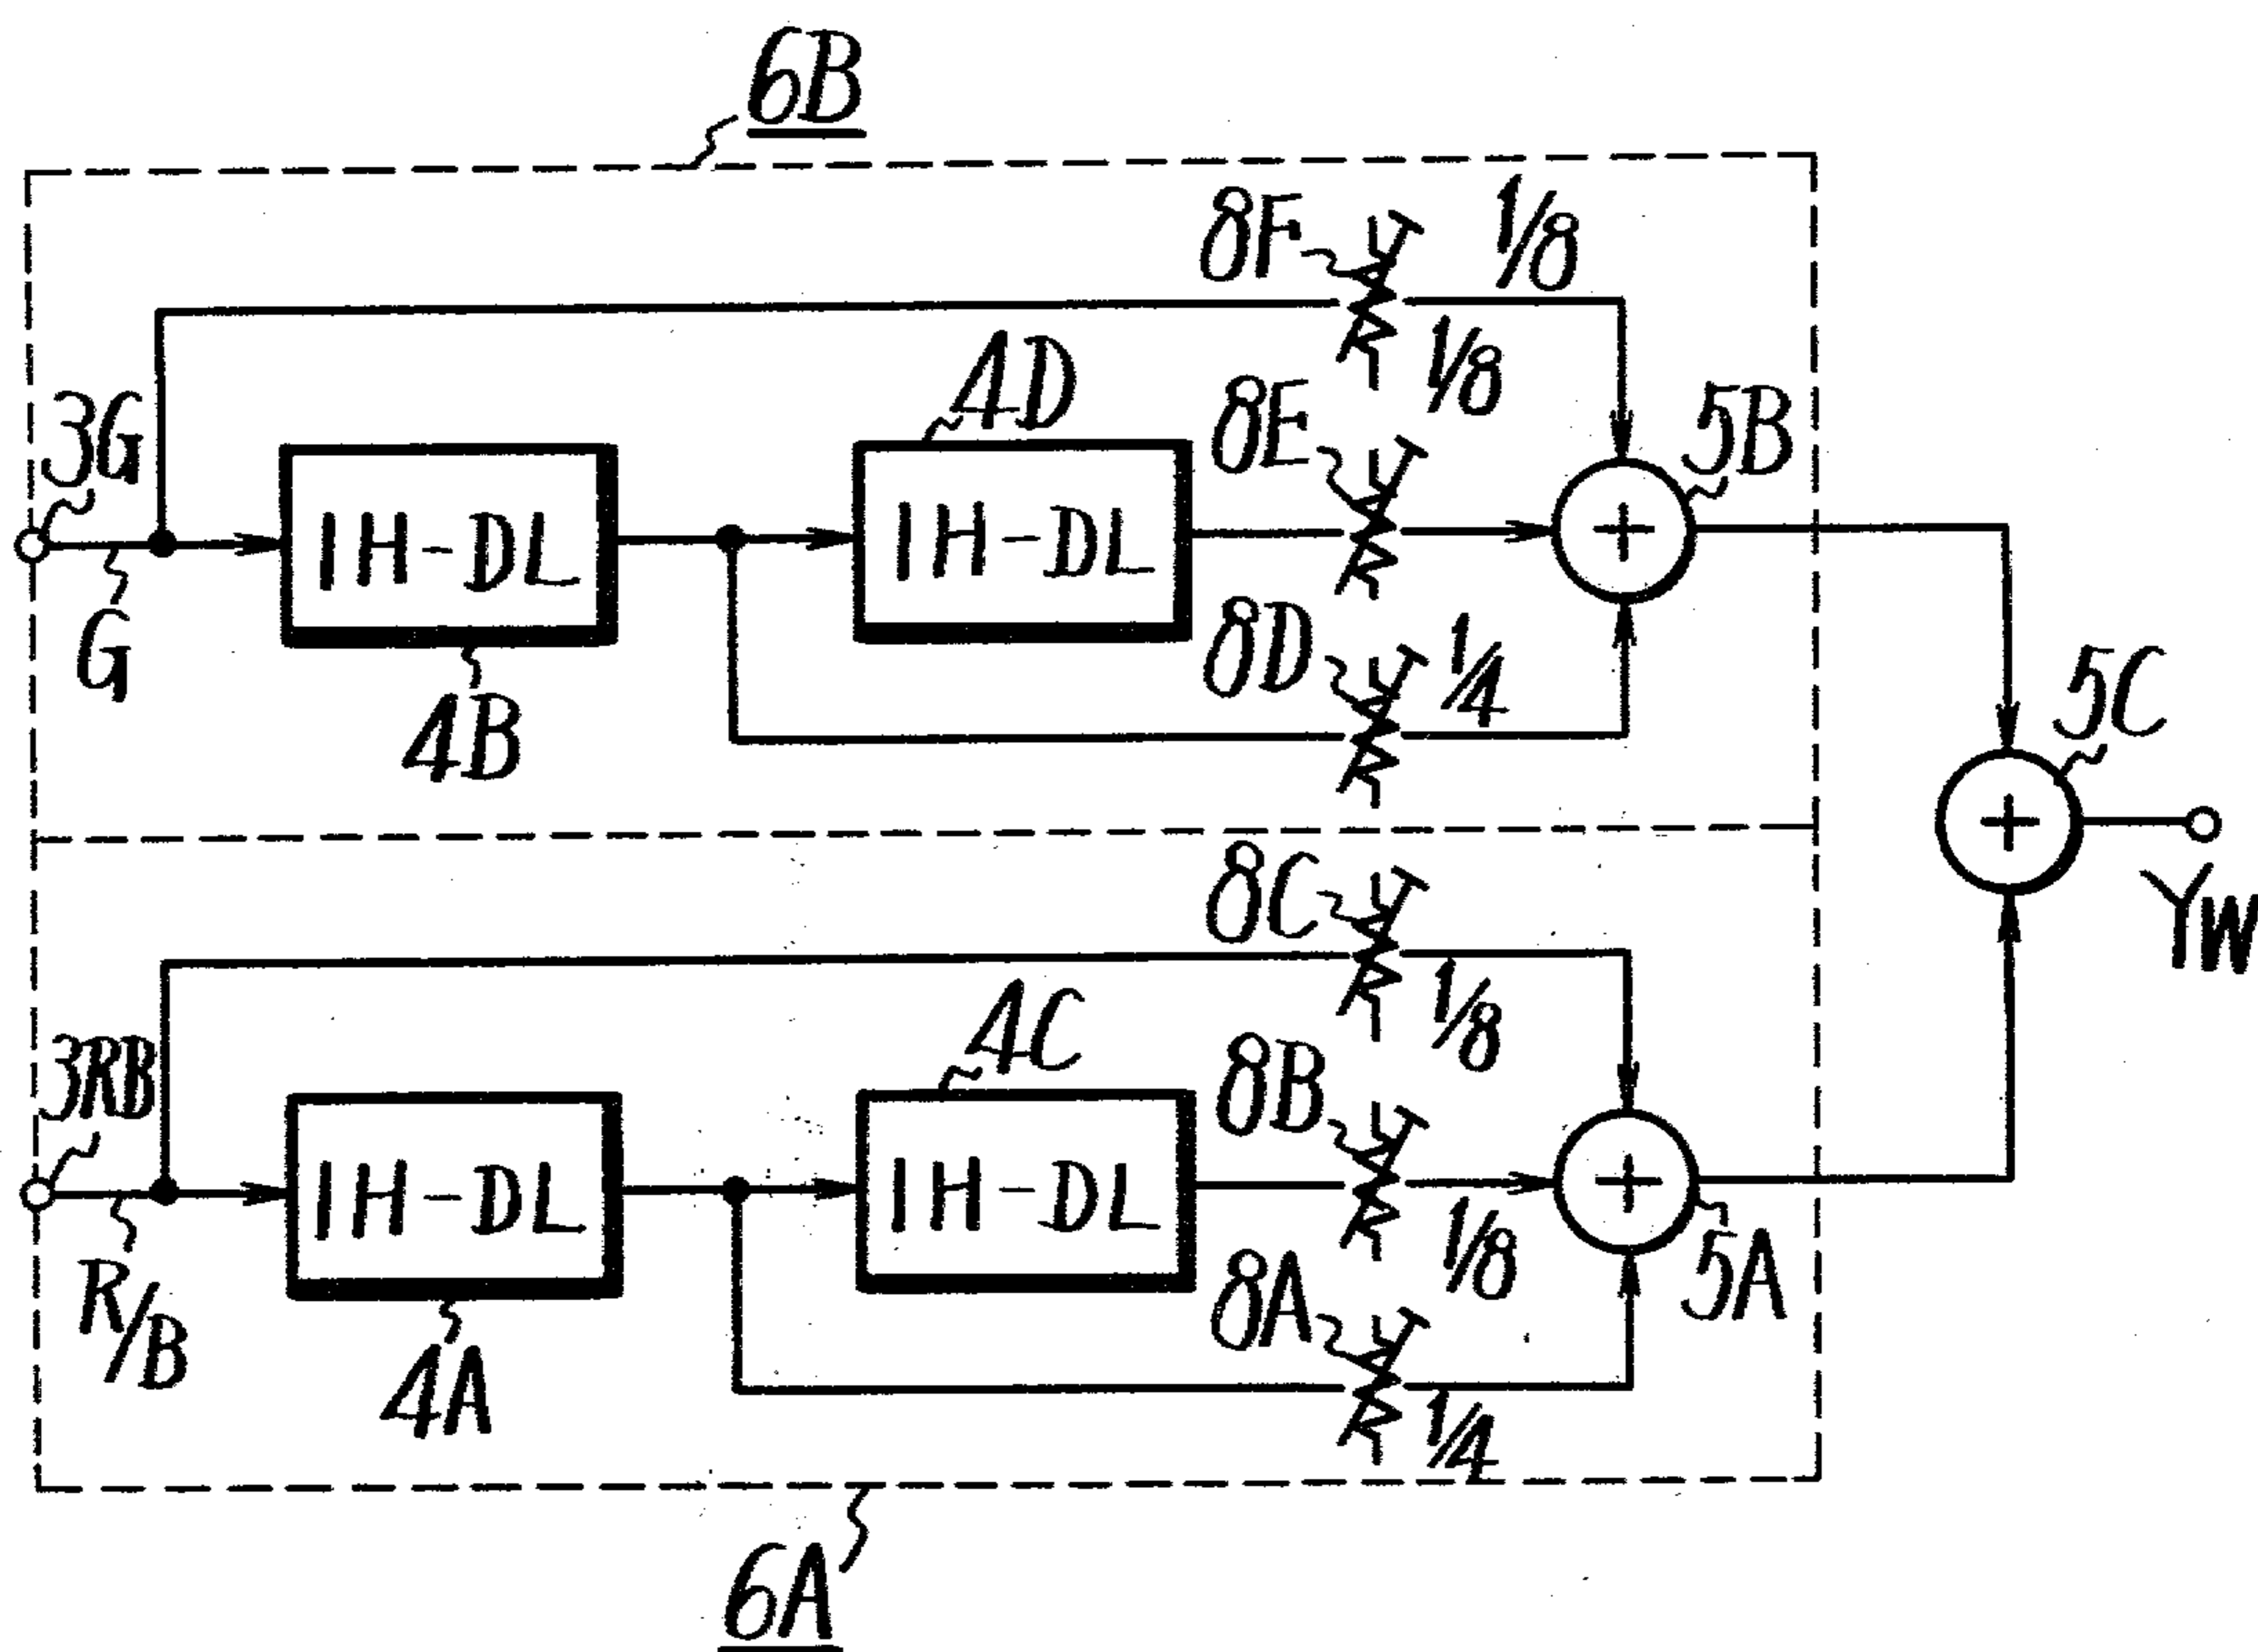 6B
8F
1/8
1/8
4D
3G
8E
5B
1H-DL
1H-DL
G
8D
1/4
4B
5C
+
+
YW
8C
1/8
4C
3RB
8B
1H-DL
1H-DL
+
1/8
R/B
8A
5A
4A
1/4
6A